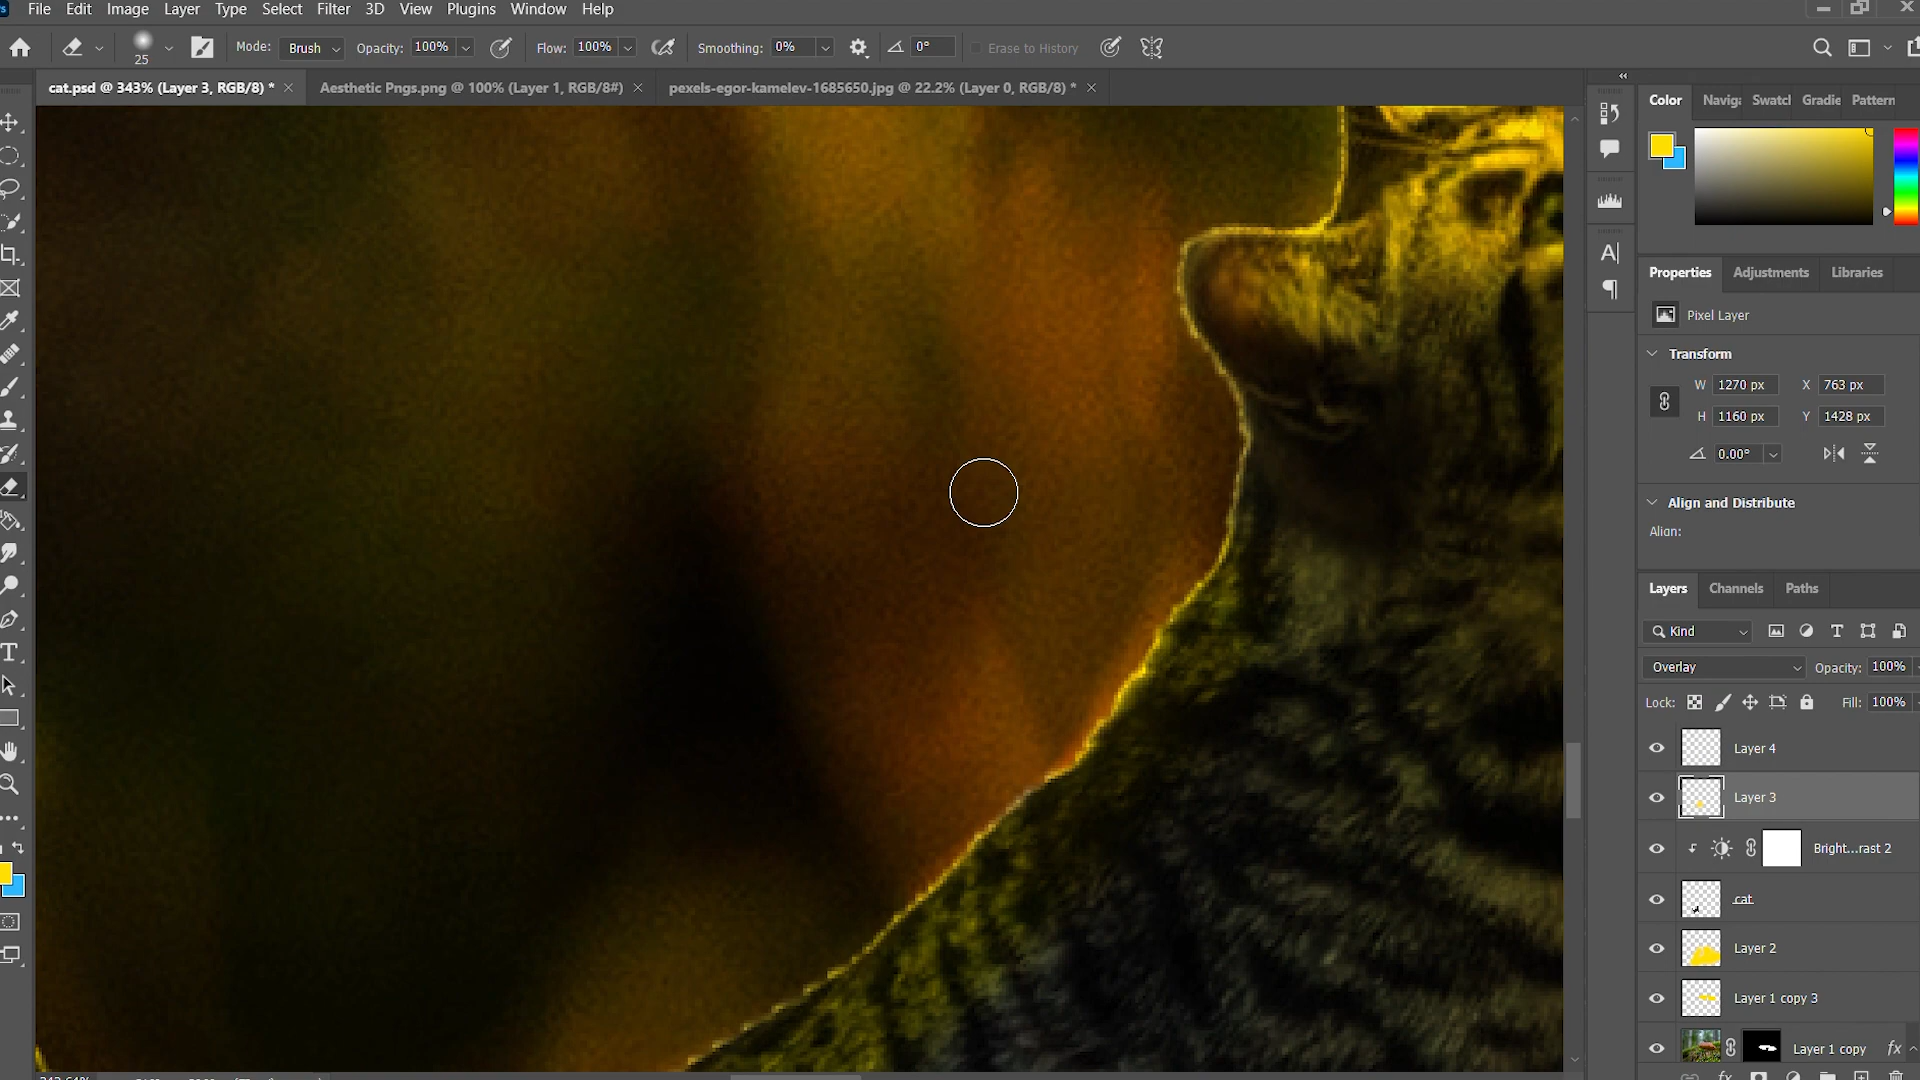 File Edit Image Layer Type Select Filter 3D View Plugins Window Help
25 Mode: Brush Opacity: 100% Flow: 100% Smoothing: 0% 0° Erase to History
cat.psd @ 343% (Layer 3, RGB/8) * Aesthetic Pngs.png @ 100% (Layer 1, RGB/8#) pexels-egor-kamelev-1685650.jpg @ 22.2% (Layer 0, RGB/8) *
Color Naviga Swatcl Gradie Pattern
Properties Adjustments Libraries
Pixel Layer
Transform
W 1270 px X 763 px
H 1160 px Y 1428 px
0.00°
Align and Distribute
Align:
Layers Channels Paths
Kind
Overlay Opacity: 100%
Lock: Fill: 100%
Layer 4
Layer 3
Bright...rast 2
cat
Layer 2
Layer 1 copy 3
Layer 1 copy fx